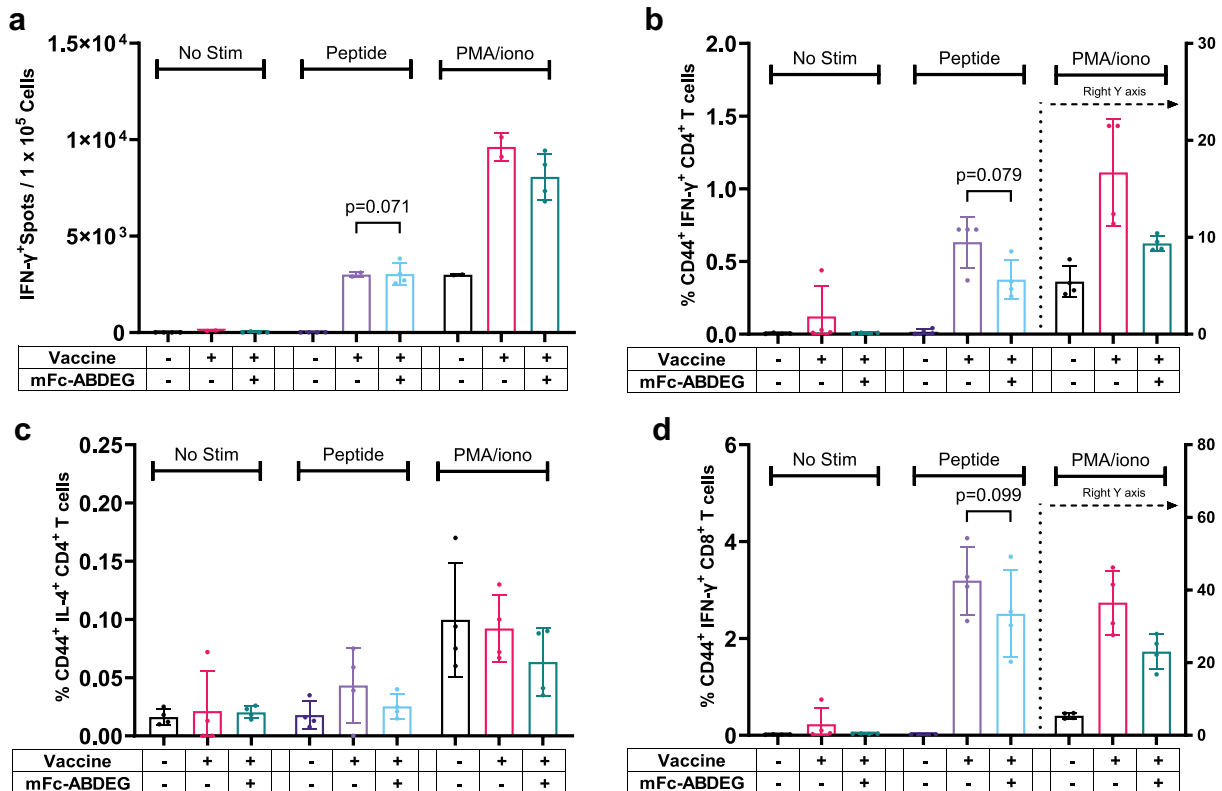 a
IFN-γ⁺Spots / 1 x 10⁵ Cells
1.5×10⁴
1×10⁴
5×10³
0
No Stim Peptide PMA/iono
p=0.071
Vaccine - + + - + + - + +
mFc-ABDEG - - + - - + - - +
b
% CD44⁺ IFN-γ⁺ CD4⁺ T cells
2.0
1.5
1.0
0.5
0.0
No Stim Peptide PMA/iono
Right Y axis
p=0.079
30
20
10
0
Vaccine - + + - + + - + +
mFc-ABDEG - - + - - + - - +
c
% CD44⁺ IL-4⁺ CD4⁺ T cells
0.25
0.20
0.15
0.10
0.05
0.00
No Stim Peptide PMA/iono
Vaccine - + + - + + - + +
mFc-ABDEG - - + - - + - - +
d
% CD44⁺ IFN-γ⁺ CD8⁺ T cells
6
4
2
0
No Stim Peptide PMA/iono
Right Y axis
p=0.099
80
60
40
20
0
Vaccine - + + - + + - + +
mFc-ABDEG - - + - - + - - +